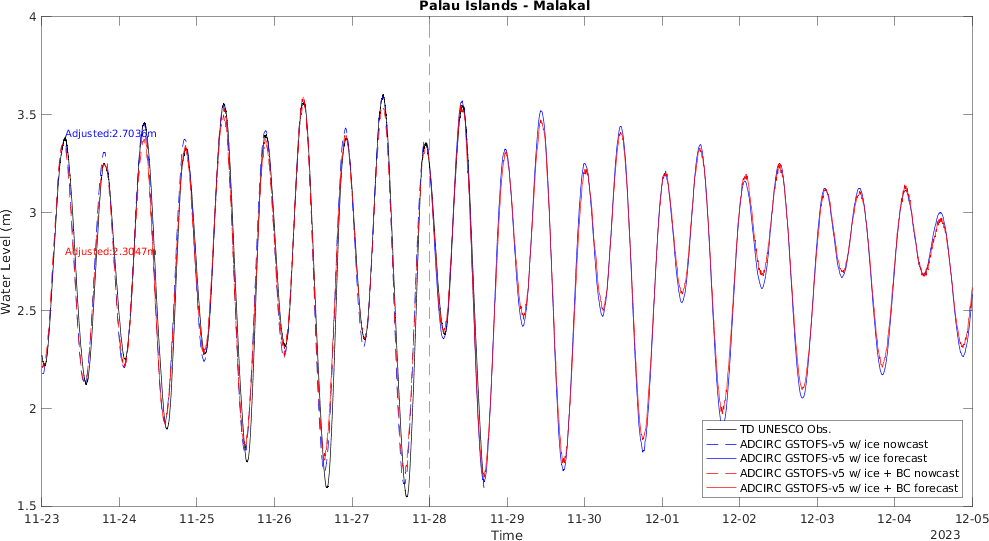 Palau Islands - Malakal
4
3.5
3
2.5
2
1.5
Water Level (m)
Adjusted:2.7036m
Adjusted:2.3047m
TD UNESCO Obs.
ADCIRC GSTOFS-v5 w/ ice nowcast
ADCIRC GSTOFS-v5 w/ ice forecast
ADCIRC GSTOFS-v5 w/ ice + BC nowcast
ADCIRC GSTOFS-v5 w/ ice + BC forecast
11-23 11-24 11-25 11-26 11-27 11-28 11-29 11-30 12-01 12-02 12-03 12-04 12-05
Time
2023